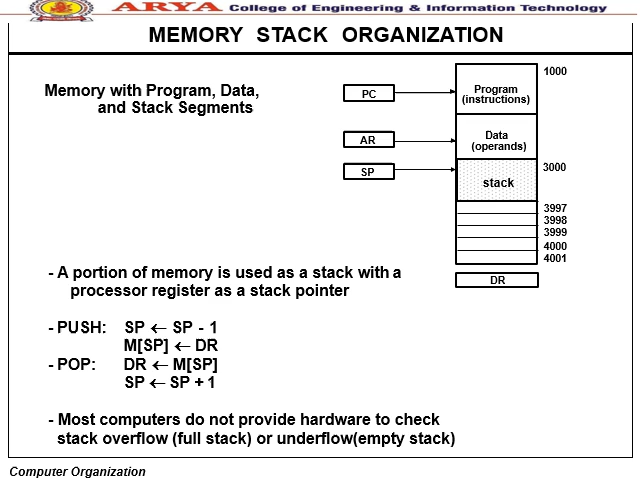 ARYA College of Engineering & Information Technology
MEMORY STACK ORGANIZATION
Memory with Program, Data,
and Stack Segments
PC
AR
SP
Program
(instructions)
Data
(operands)
stack
1000
3000
3997
3998
3999
4000
4001
DR
- A portion of memory is used as a stack with a
processor register as a stack pointer
- PUSH: SP ← SP - 1
M[SP] ← DR
- POP: DR ← M[SP]
SP ← SP + 1
- Most computers do not provide hardware to check
stack overflow (full stack) or underflow(empty stack)
Computer Organization